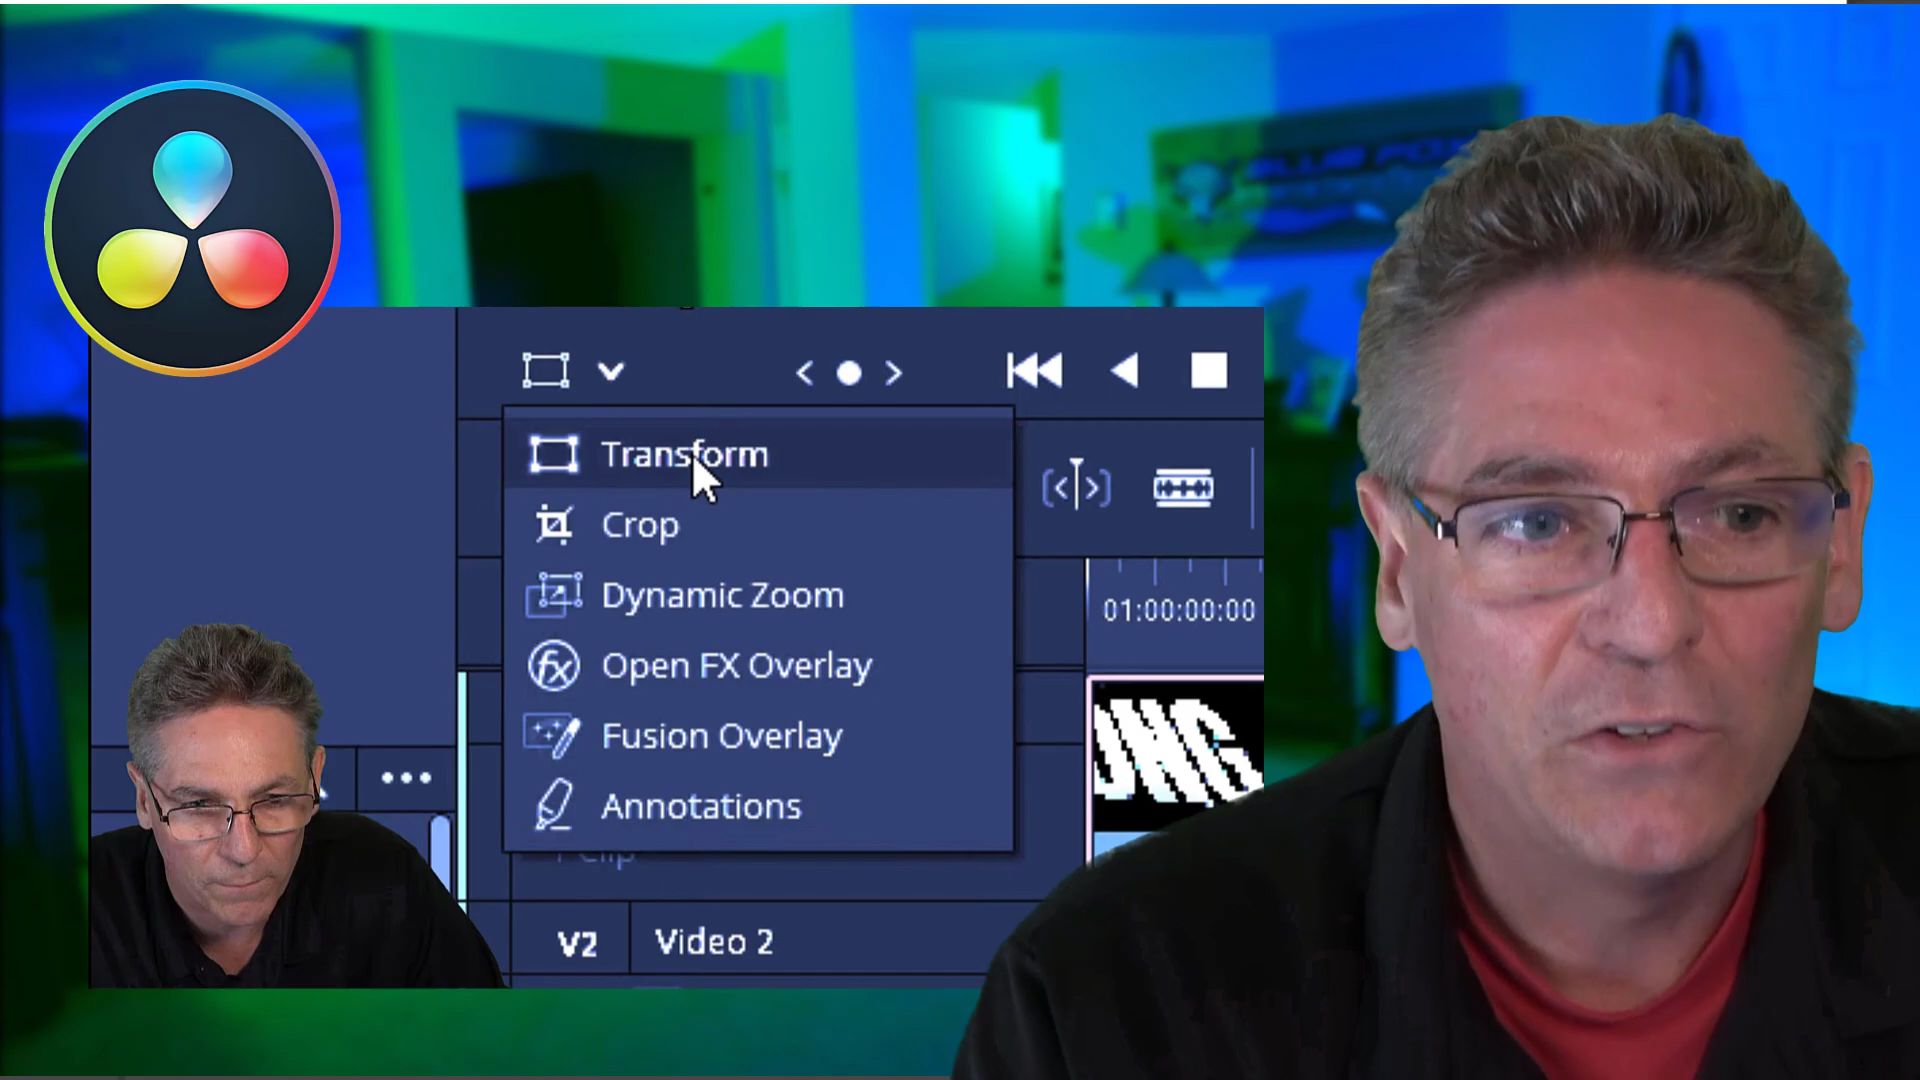 Transform
Crop
Dynamic Zoom
01:00:00:00
Open FX Overlay
Fusion Overlay
Annotations
V2 Video 2